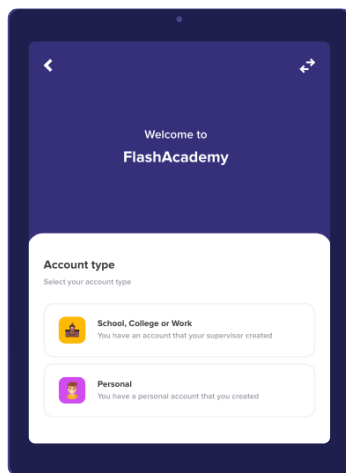 Welcome to
FlashAcademy
Account type
Select your account type
School, College or Work
You have an account that your supervisor created
Personal
You have a personal account that you created